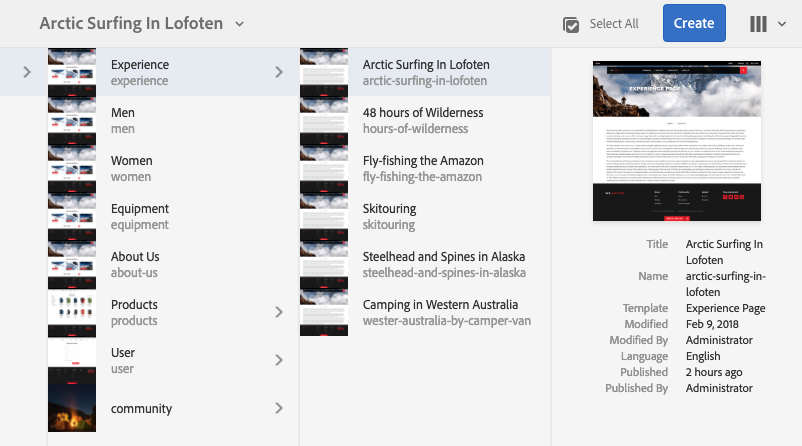 Arctic Surfing In Lofoten
Select All
Create
Experience
experience
Men
men
Women
women
Equipment
equipment
About Us
about-us
Products
products
User
user
community
Arctic Surfing In Lofoten
arctic-surfing-in-lofoten
48 hours of Wilderness
hours-of-wilderness
Fly-fishing the Amazon
fly-fishing-the-amazon
Skitouring
skitouring
Steelhead and Spines in Alaska
steelhead-and-spines-in-alaska
Camping in Western Australia
wester-australia-by-camper-van
EXPERIENCE PAGE
Title Arctic Surfing In
Lofoten
Name arctic-surfing-in-
lofoten
Template Experience Page
Modified Feb 9, 2018
Modified By Administrator
Language English
Published 2 hours ago
Published By Administrator